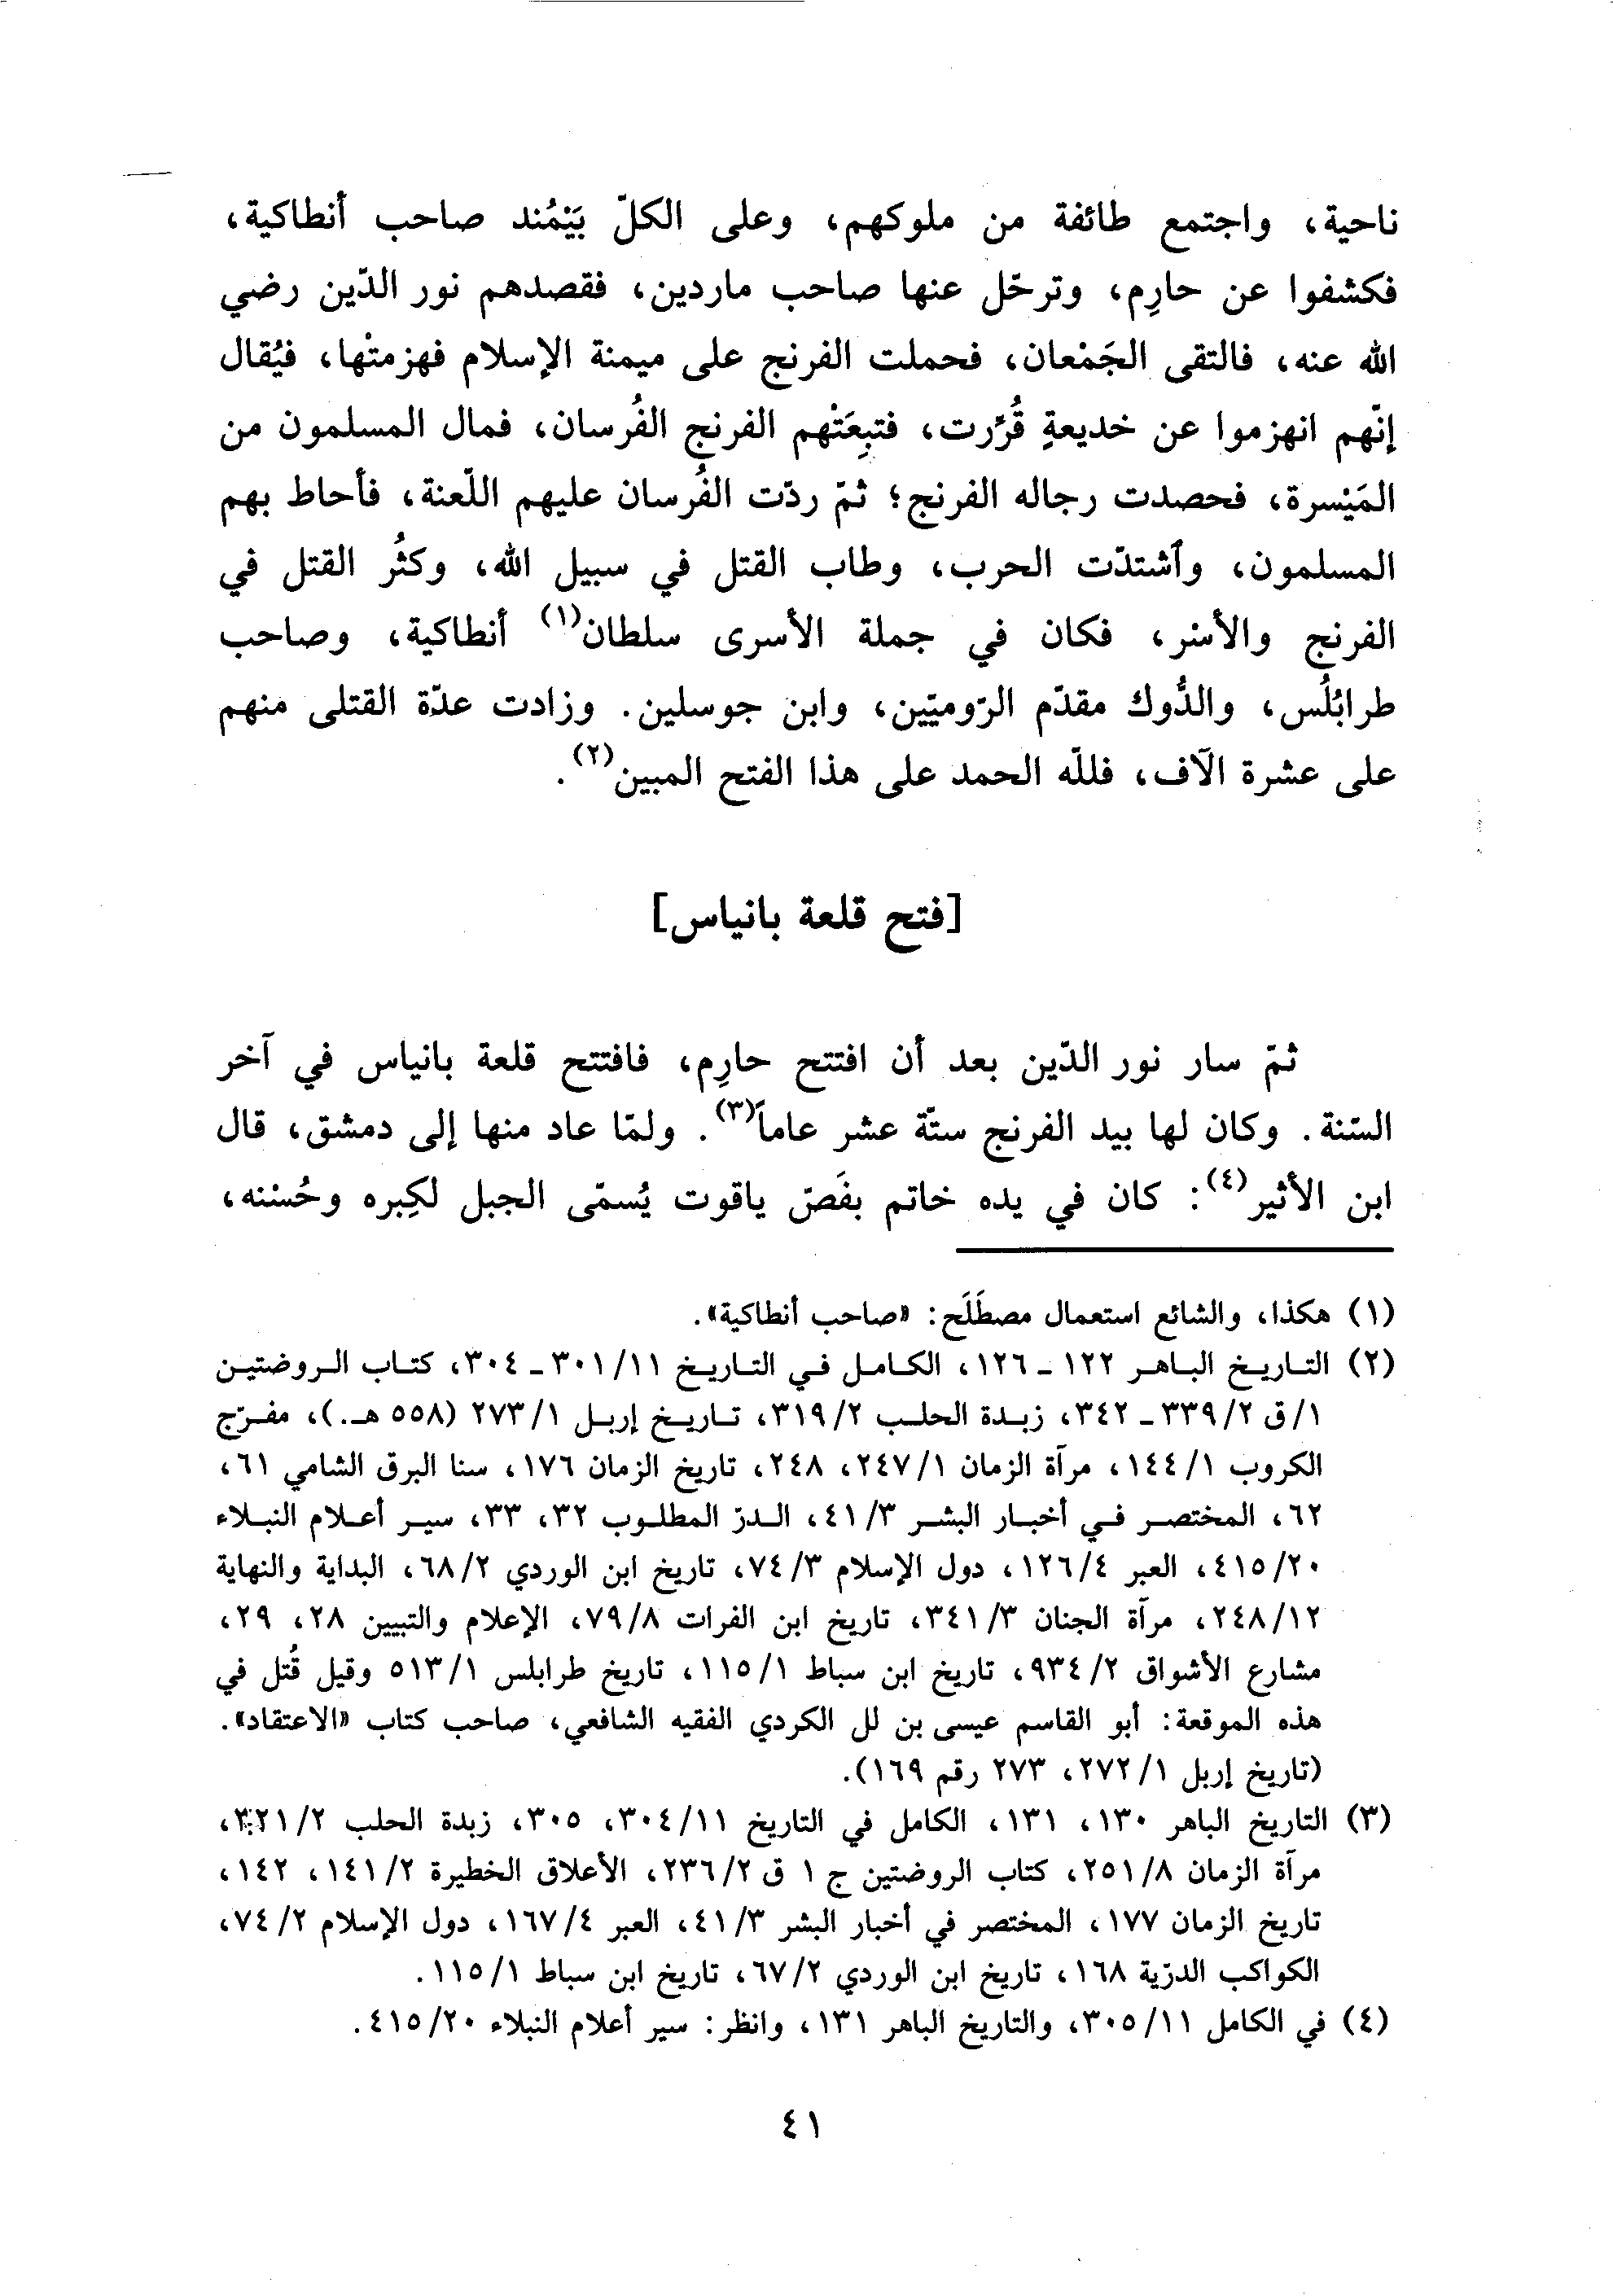 ناحية، واجتمع طائفة من ملوكهم، وعلى الكلّ بَيْمُند صاحب أنطاكية،
فكشفوا عن حارِم، وترحّل عنها صاحب ماردين، فقصدهم نور الدّين رضي
الله عنه، فالتقى الجَمْعان، فحملت الفرنج على ميمنة الإسلام فهزمتْها، فيُقال
إنّهم انهزموا عن خديعةٍ قُرِّرت، فتبِعَتْهم الفرنج الفُرسان، فمال المسلمون من
المَيْسرة، فحصدت رجاله الفرنج؛ ثمّ ردّت الفُرسان عليهم اللّعنة، فأحاط بهم
المسلمون، وٱشتدّت الحرب، وطاب القتل في سبيل الله، وكثُر القتل في
الفرنج والأسْر، فكان في جملة الأسرى سلطان(١) أنطاكية، وصاحب
طرابُلُس، والدُّوك مقدّم الرّوميّين، وابن جوسلين. وزادت عدّة القتلى منهم
على عشرة آلاف، فللّه الحمد على هذا الفتح المبين(٢).
[فتح قلعة بانياس]
ثمّ سار نور الدّين بعد أن افتتح حارِم، فافتتح قلعة بانياس في آخر
السّنة. وكان لها بيد الفرنج ستّة عشر عاماً(٣). ولمّا عاد منها إلى دمشق، قال
ابن الأثير(٤): كان في يده خاتم بفَصّ ياقوت يُسمّى الجبل لكِبره وحُسْنه،
(١) هكذا، والشائع استعمال مصطَلَح: «صاحب أنطاكية».
(٢) التاريخ الباهر ١٢٢ ـ ١٢٦، الكامل في التاريخ ٣٠١/١١ ـ ٣٠٤، كتاب الروضتين
١/ق ٣٣٩/٢ ـ ٣٤٢، زبدة الحلب ٣١٩/٢، تاريخ إربل ٢٧٣/١ (٥٥٨ هـ.)، مفرّج
الكروب ١٤٤/١، مرآة الزمان ٢٤٧/١، ٢٤٨، تاريخ الزمان ١٧٦، سنا البرق الشامي ٦١،
٦٢، المختصر في أخبار البشر ٤١/٣، الدرّ المطلوب ٣٢، ٣٣، سير أعلام النبلاء
٤١٥/٢٠، العبر ١٢٦/٤، دول الإسلام ٧٤/٣، تاريخ ابن الوردي ٦٨/٢، البداية والنهاية
٢٤٨/١٢، مرآة الجنان ٣٤١/٣، تاريخ ابن الفرات ٧٩/٨، الإعلام والتبيين ٢٨، ٢٩،
مشارع الأشواق ٩٣٤/٢، تاريخ ابن سباط ١١٥/١، تاريخ طرابلس ٥١٣/١ وقيل قُتل في
هذه الموقعة: أبو القاسم عيسى بن لل الكردي الفقيه الشافعي، صاحب كتاب «الاعتقاد».
(تاريخ إربل ٢٧٢/١، ٢٧٣ رقم ١٦٩).
(٣) التاريخ الباهر ١٣٠، ١٣١، الكامل في التاريخ ٣٠٤/١١، ٣٠٥، زبدة الحلب ٣٢١/٢،
مرآة الزمان ٢٥١/٨، كتاب الروضتين ج ١ ق ٢٣٦/٢، الأعلاق الخطيرة ١٤١/٢، ١٤٢،
تاريخ الزمان ١٧٧، المختصر في أخبار البشر ٤١/٣، العبر ١٦٧/٤، دول الإسلام ٧٤/٢،
الكواكب الدرّية ١٦٨، تاريخ ابن الوردي ٦٧/٢، تاريخ ابن سباط ١١٥/١.
(٤) في الكامل ٣٠٥/١١، والتاريخ الباهر ١٣١، وانظر: سير أعلام النبلاء ٤١٥/٢٠.
٤١